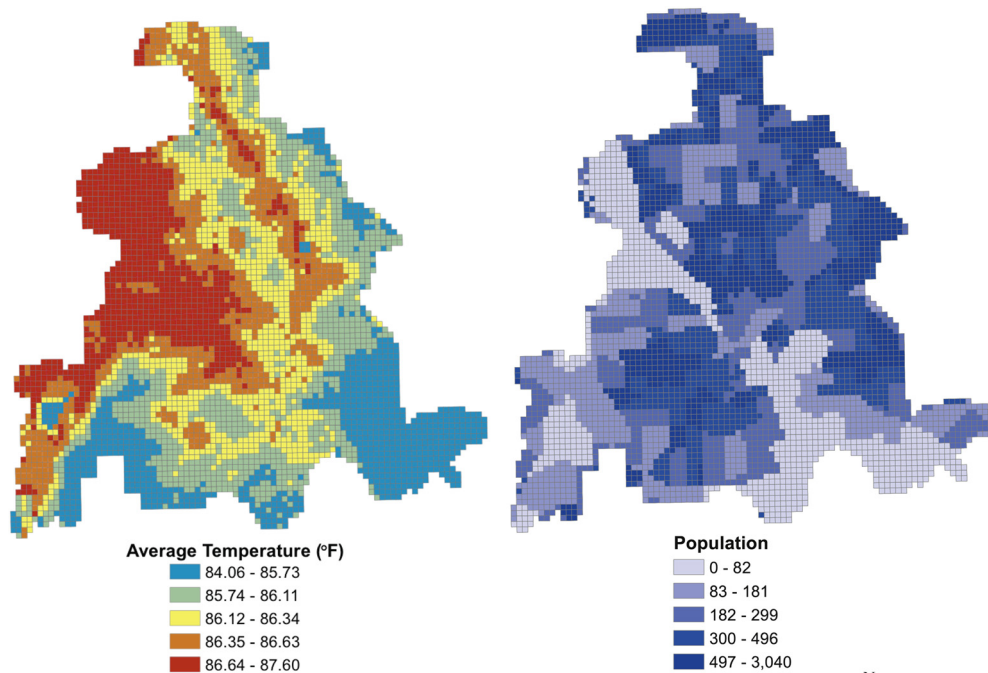 Average Temperature (°F)
84.06 - 85.73
85.74 - 86.11
86.12 - 86.34
86.35 - 86.63
86.64 - 87.60
Population
0 - 82
83 - 181
182 - 299
300 - 496
497 - 3,040